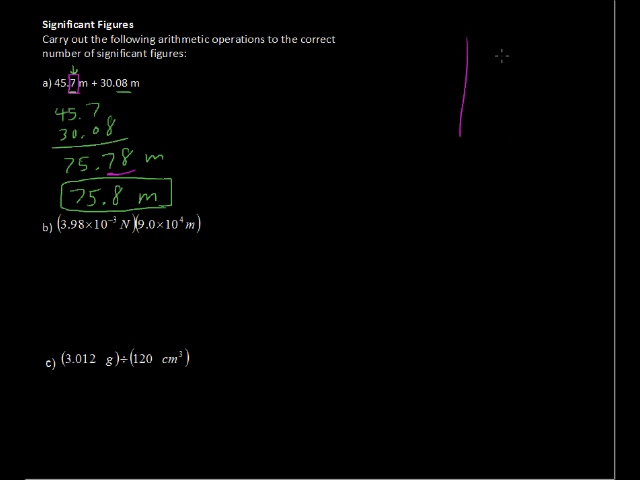 Significant Figures
Carry out the following arithmetic operations to the correct
number of significant figures:
a) 45.7 m + 30.08 m
45.7
30.08
75.78 m
75.8 m
b) (3.98×10⁻³ N)(9.0×10⁴ m)
c) (3.012 g)÷(120 cm³)